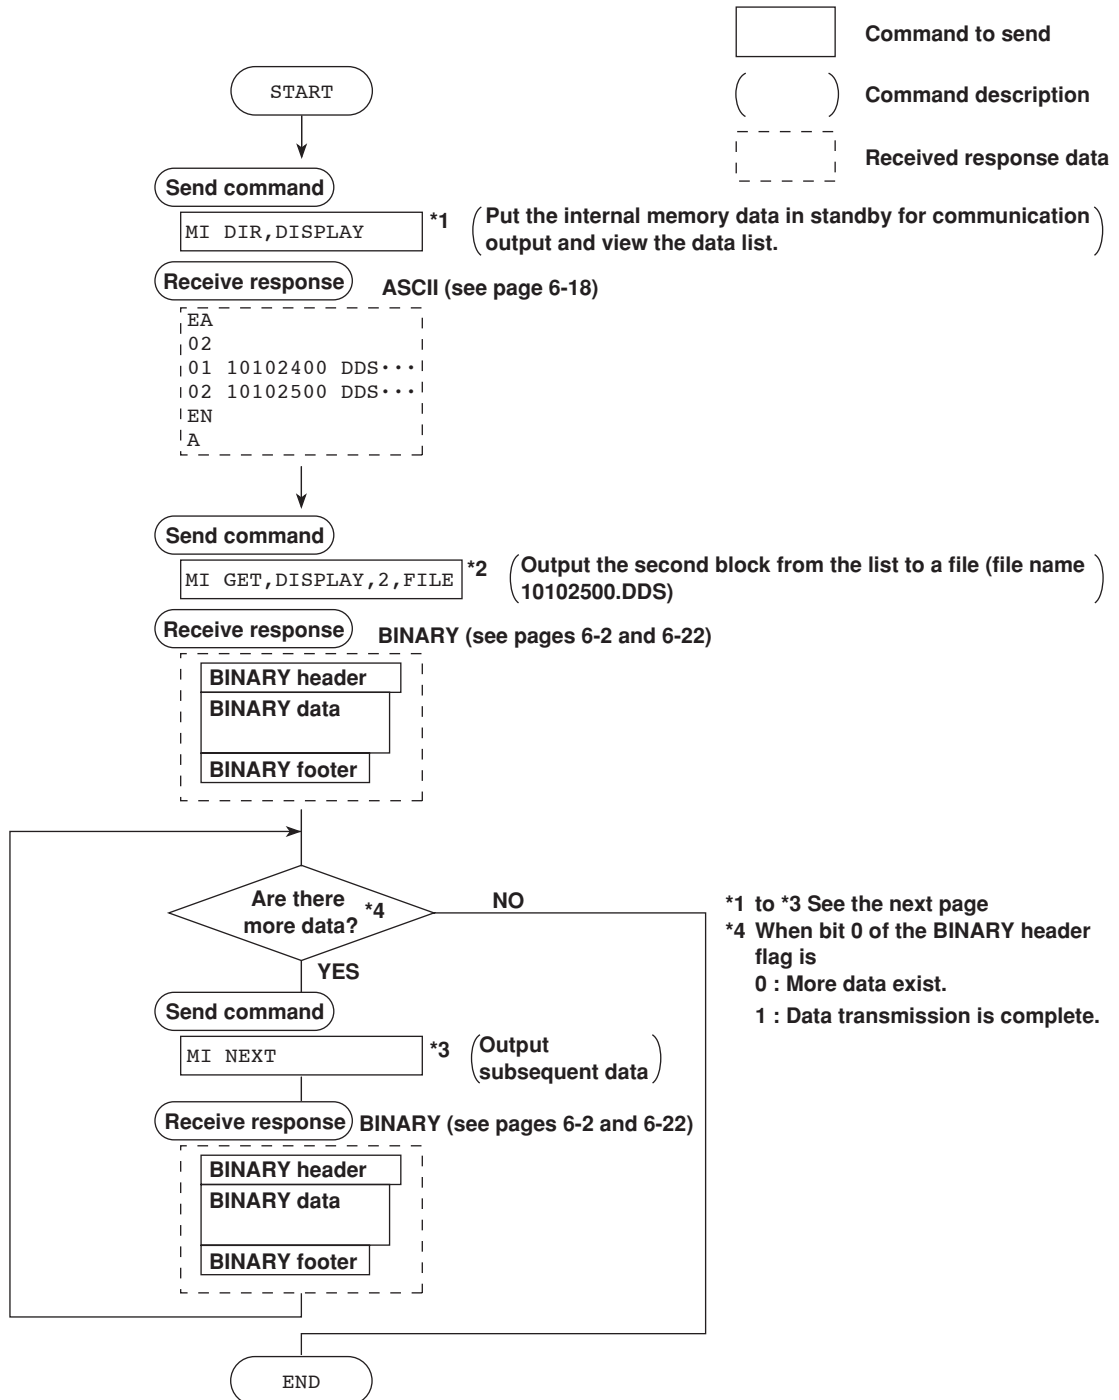 Command to send
START
Command description
Received response data
Send command
MI DIR,DISPLAY
*1
Put the internal memory data in standby for communication
output and view the data list.
Receive response
ASCII (see page 6-18)
EA
02
01 10102400 DDS···
02 10102500 DDS···
EN
A
Send command
MI GET,DISPLAY,2,FILE
*2
Output the second block from the list to a file (file name
10102500.DDS)
Receive response
BINARY (see pages 6-2 and 6-22)
BINARY header
BINARY data
BINARY footer
Are there
more data?
*4
NO
YES
*1 to *3 See the next page
*4 When bit 0 of the BINARY header
flag is
0 : More data exist.
1 : Data transmission is complete.
Send command
MI NEXT
*3
Output
subsequent data
Receive response
BINARY (see pages 6-2 and 6-22)
BINARY header
BINARY data
BINARY footer
END